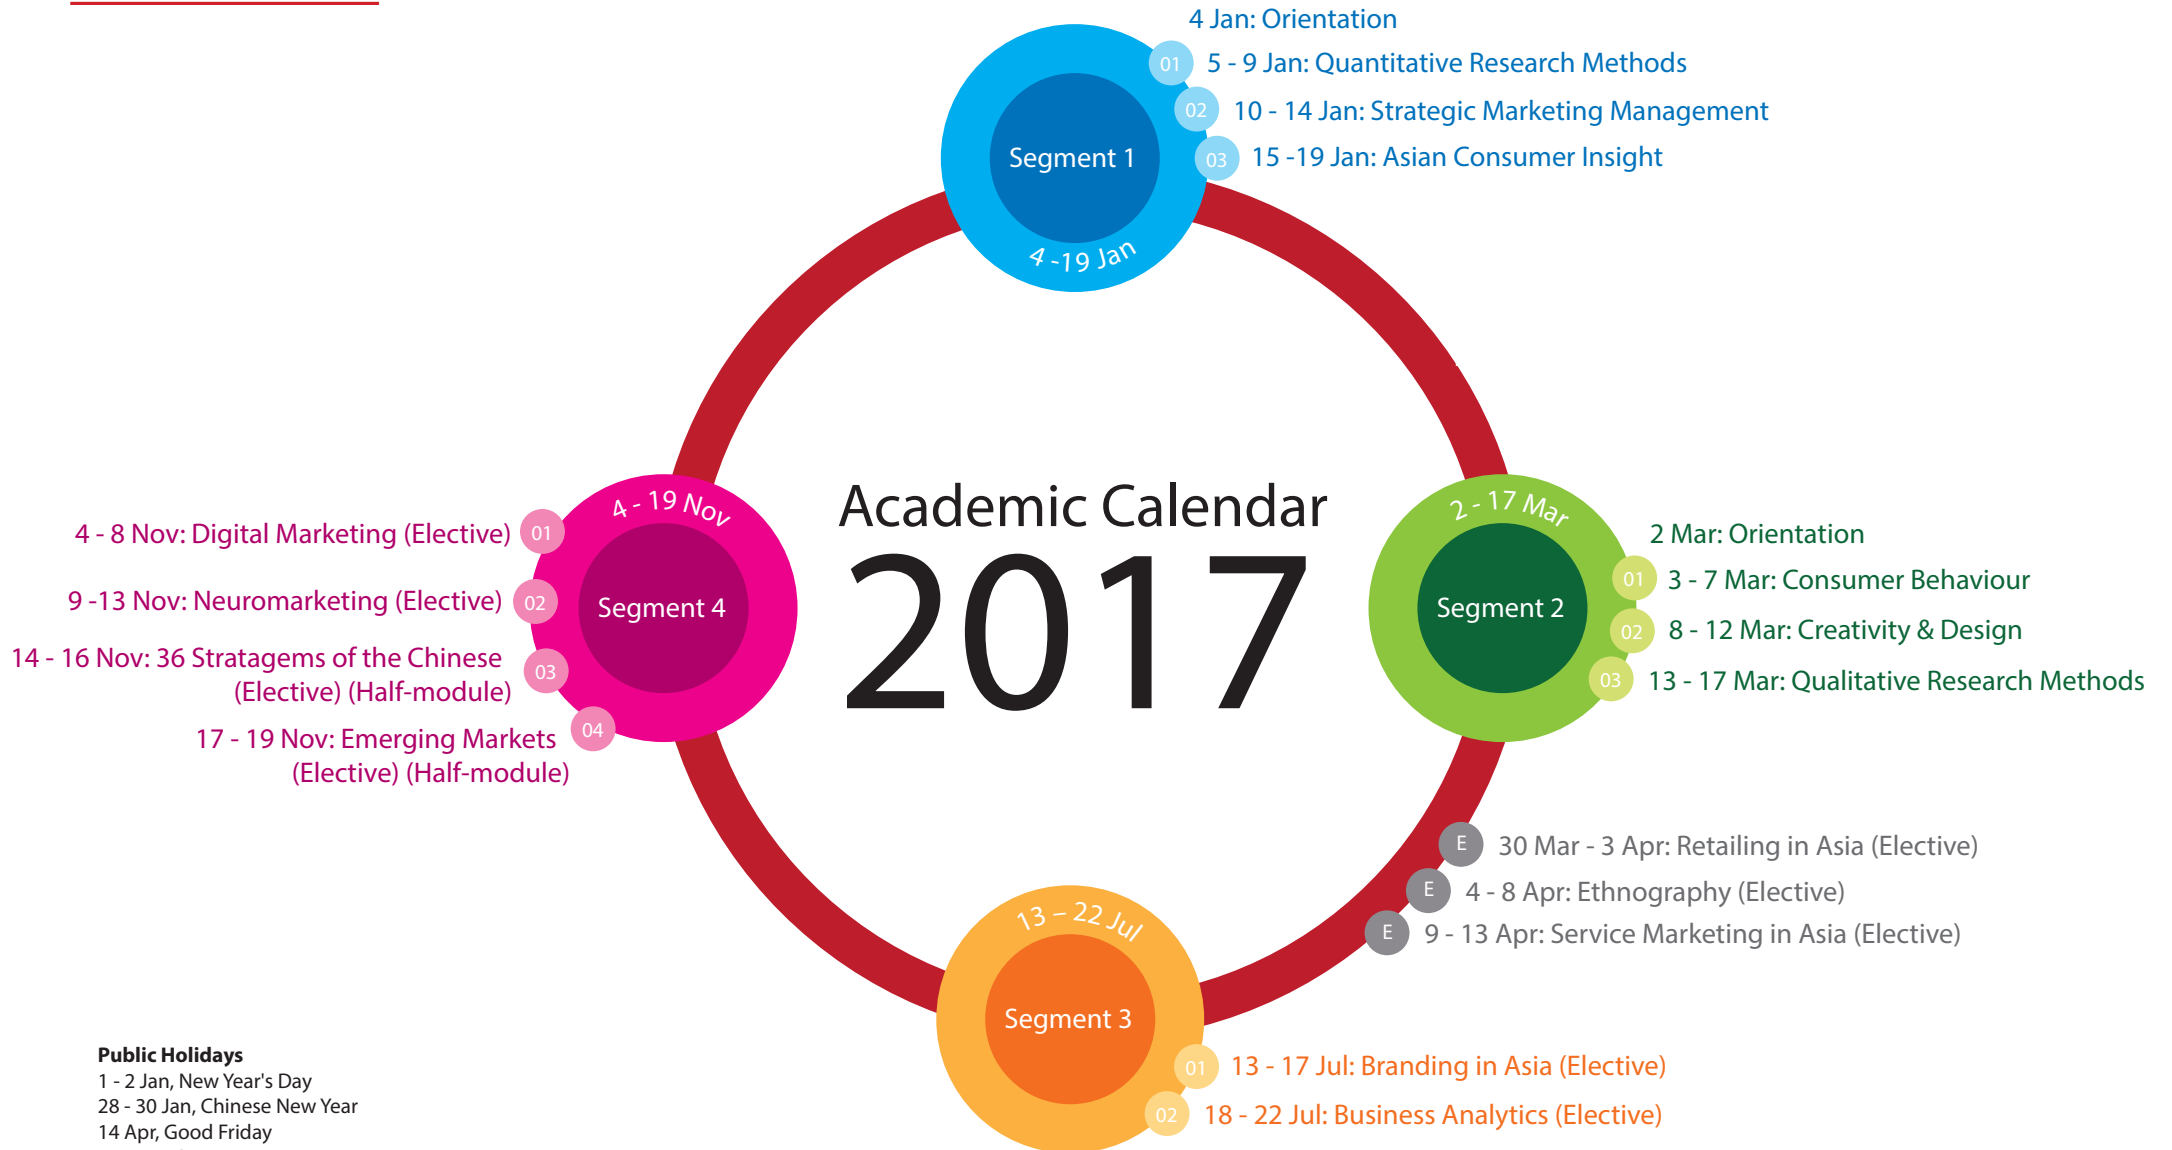 4 Jan: Orientation
01 5 - 9 Jan: Quantitative Research Methods
02 10 - 14 Jan: Strategic Marketing Management
03 15 -19 Jan: Asian Consumer Insight
Segment 1
4 -19 Jan
Academic Calendar
2017
2 - 17 Mar
Segment 2
2 Mar: Orientation
01 3 - 7 Mar: Consumer Behaviour
02 8 - 12 Mar: Creativity & Design
03 13 - 17 Mar: Qualitative Research Methods
E 30 Mar - 3 Apr: Retailing in Asia (Elective)
E 4 - 8 Apr: Ethnography (Elective)
E 9 - 13 Apr: Service Marketing in Asia (Elective)
13 – 22 Jul
Segment 3
01 13 - 17 Jul: Branding in Asia (Elective)
02 18 - 22 Jul: Business Analytics (Elective)
4 - 19 Nov
Segment 4
4 - 8 Nov: Digital Marketing (Elective) 01
9 -13 Nov: Neuromarketing (Elective) 02
14 - 16 Nov: 36 Stratagems of the Chinese 03
(Elective) (Half-module)
17 - 19 Nov: Emerging Markets 04
(Elective) (Half-module)
Public Holidays
1 - 2 Jan, New Year's Day
28 - 30 Jan, Chinese New Year
14 Apr, Good Friday